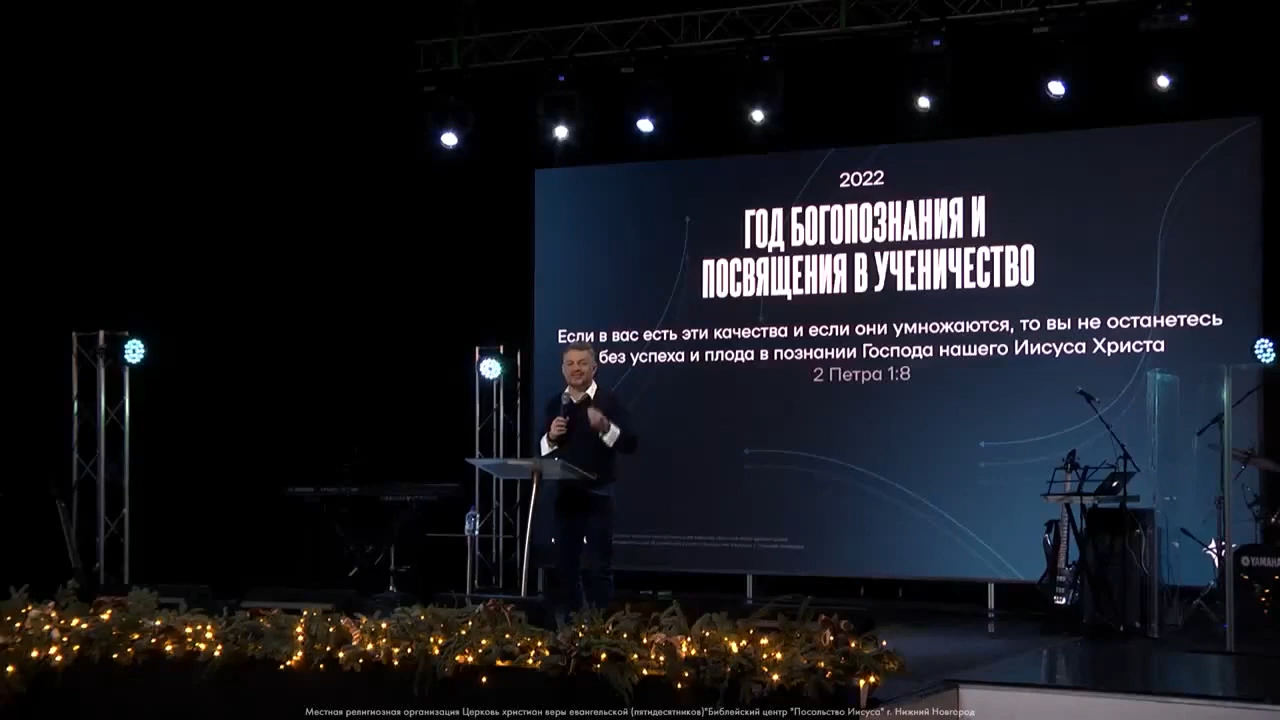 2022
ГОД БОГОПОЗНАНИЯ И
ПОСВЯЩЕНИЯ В УЧЕНИЧЕСТВО
Если в вас есть эти качества и если они умножаются, то вы не останетесь
без успеха и плода в познании Господа нашего Иисуса Христа
2 Петра 1:8
YAMAHA
Местная религиозная организация Церковь христиан веры евангельской (пятидесятников)"Библейский центр "Посольство Иисуса" г. Нижний Новгород